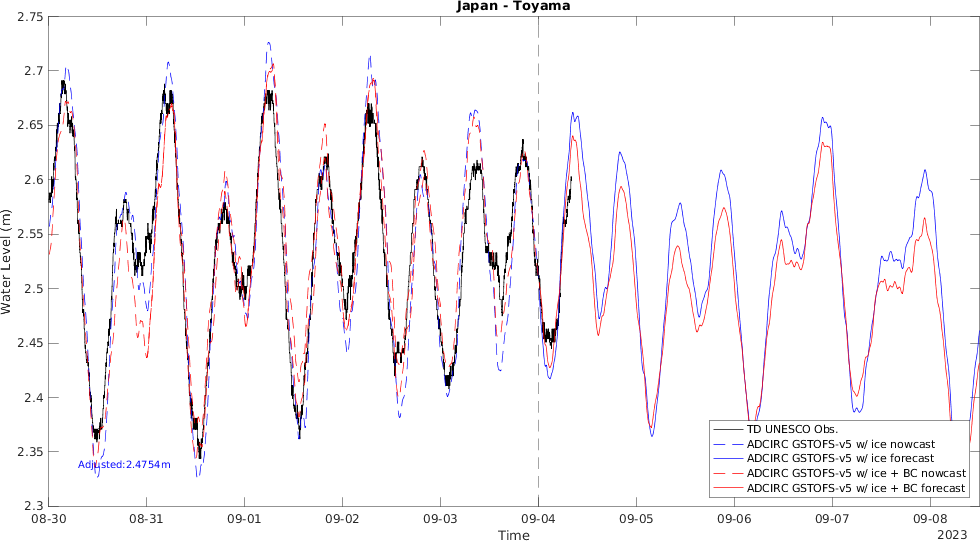 Japan - Toyama
2.75
2.7
2.65
2.6
2.55
2.5
2.45
2.4
2.35
2.3
Water Level (m)
Adjusted:2.4754m
TD UNESCO Obs.
ADCIRC GSTOFS-v5 w/ ice nowcast
ADCIRC GSTOFS-v5 w/ ice forecast
ADCIRC GSTOFS-v5 w/ ice + BC nowcast
ADCIRC GSTOFS-v5 w/ ice + BC forecast
08-30 08-31 09-01 09-02 09-03 09-04 09-05 09-06 09-07 09-08
Time
2023